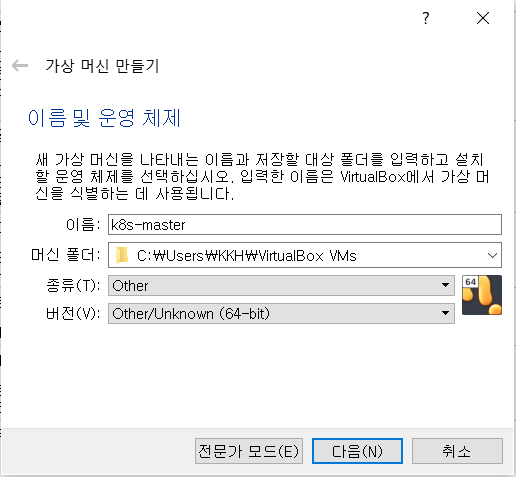 ?
가상 머신 만들기
이름 및 운영 체제
새 가상 머신을 나타내는 이름과 저장할 대상 폴더를 입력하고 설치
할 운영 체제를 선택하십시오. 입력한 이름은 VirtualBox에서 가상 머
신을 식별하는 데 사용됩니다.
이름: k8s-master
머신 폴더: C:₩Users₩KKH₩VirtualBox VMs
종류(T): Other
64
버전(V): Other/Unknown (64-bit)
전문가 모드(E) 다음(N) 취소